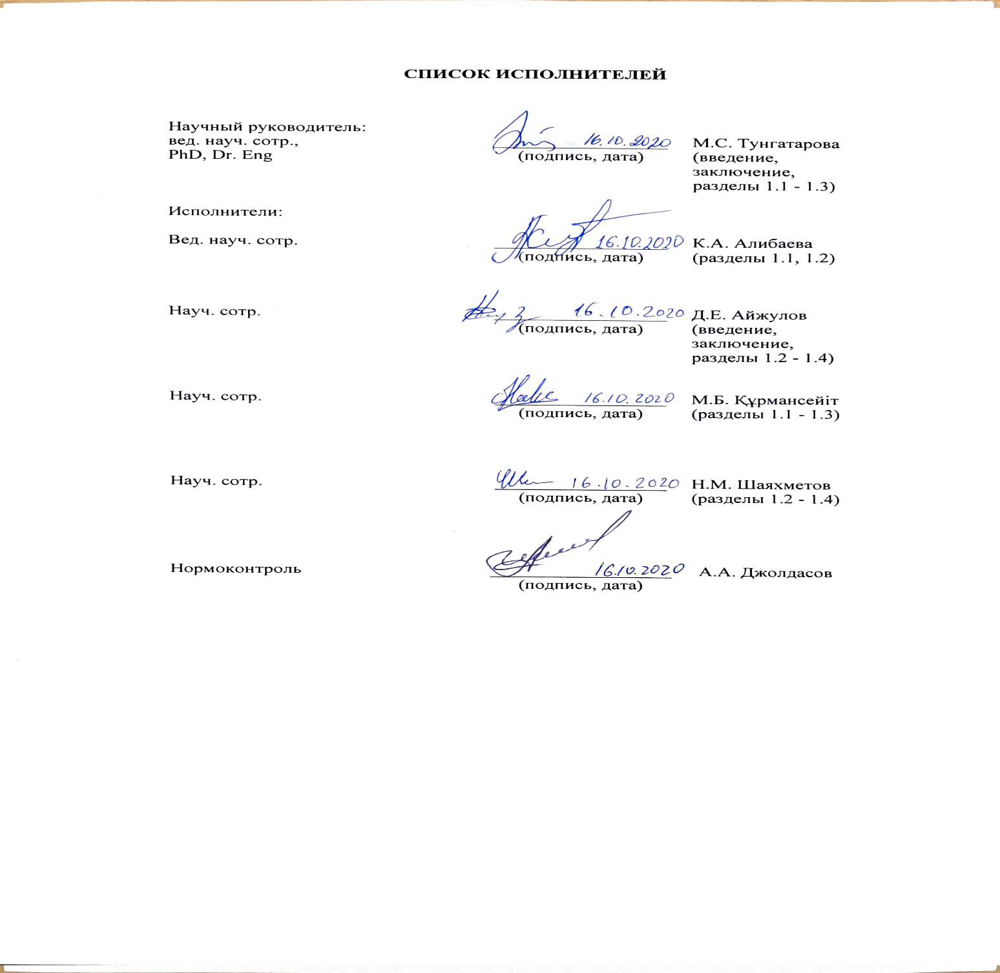 СПИСОК ИСПОЛНИТЕЛЕЙ
Научный руководитель:
вед. науч. сотр.,
PhD, Dr. Eng
16.10.2020
(подпись, дата)
М.С. Тунгатарова
(введение,
заключение,
разделы 1.1 - 1.3)
Исполнители:
Вед. науч. сотр.
16.10.2020
(подпись, дата)
К.А. Алибаева
(разделы 1.1, 1.2)
Науч. сотр.
16.10.2020
(подпись, дата)
Д.Е. Айжулов
(введение,
заключение,
разделы 1.2 - 1.4)
Науч. сотр.
16.10.2020
(подпись, дата)
М.Б. Құрмансейіт
(разделы 1.1 - 1.3)
Науч. сотр.
16.10.2020
(подпись, дата)
Н.М. Шаяхметов
(разделы 1.2 - 1.4)
Нормоконтроль
16.10.2020
(подпись, дата)
А.А. Джолдасов